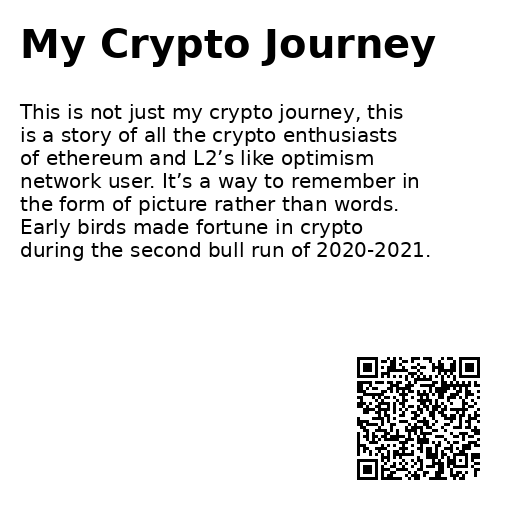 My Crypto Journey
This is not just my crypto journey, this
is a story of all the crypto enthusiasts
of ethereum and L2’s like optimism
network user. It’s a way to remember in
the form of picture rather than words.
Early birds made fortune in crypto
during the second bull run of 2020-2021.